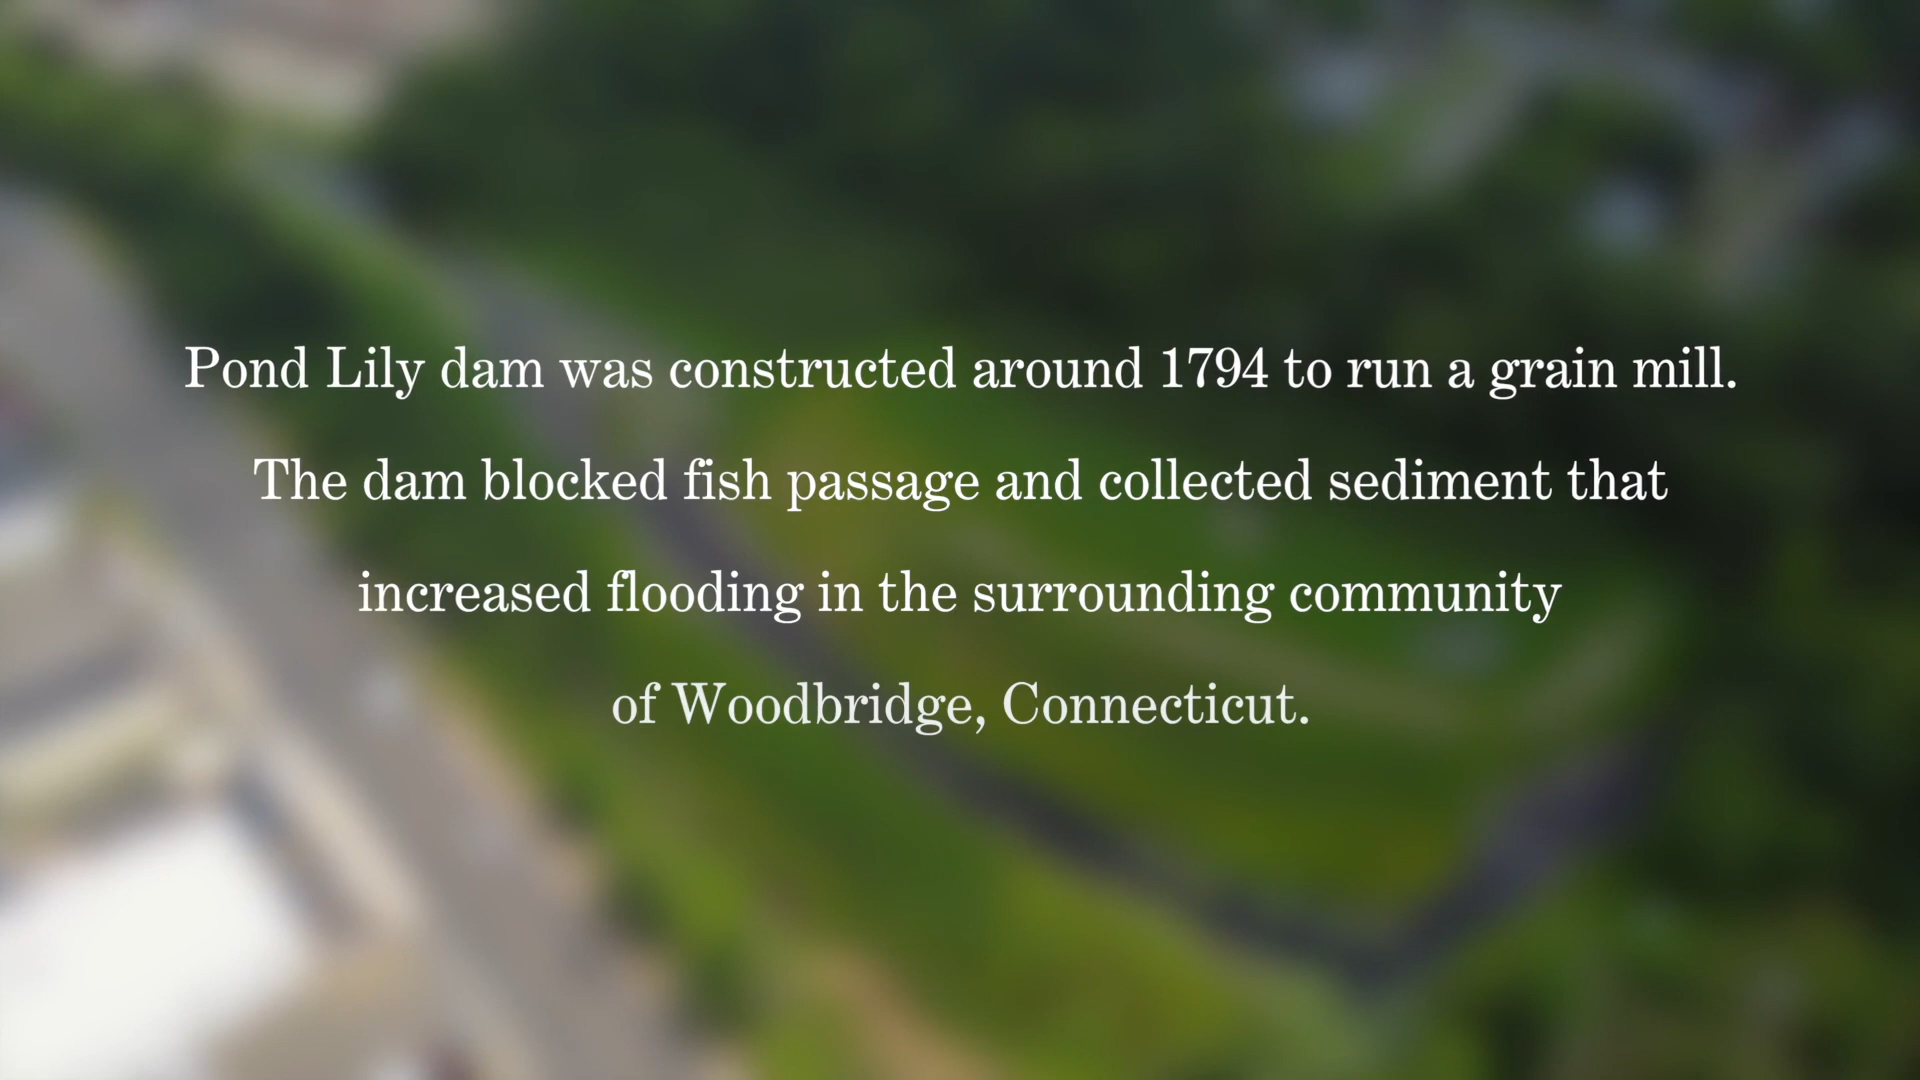 Pond Lily dam was constructed around 1794 to run a grain mill.
The dam blocked fish passage and collected sediment that
increased flooding in the surrounding community
of Woodbridge, Connecticut.